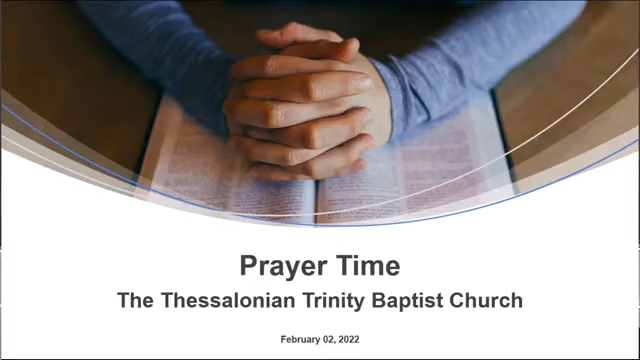 Prayer Time
The Thessalonian Trinity Baptist Church
February 02, 2022